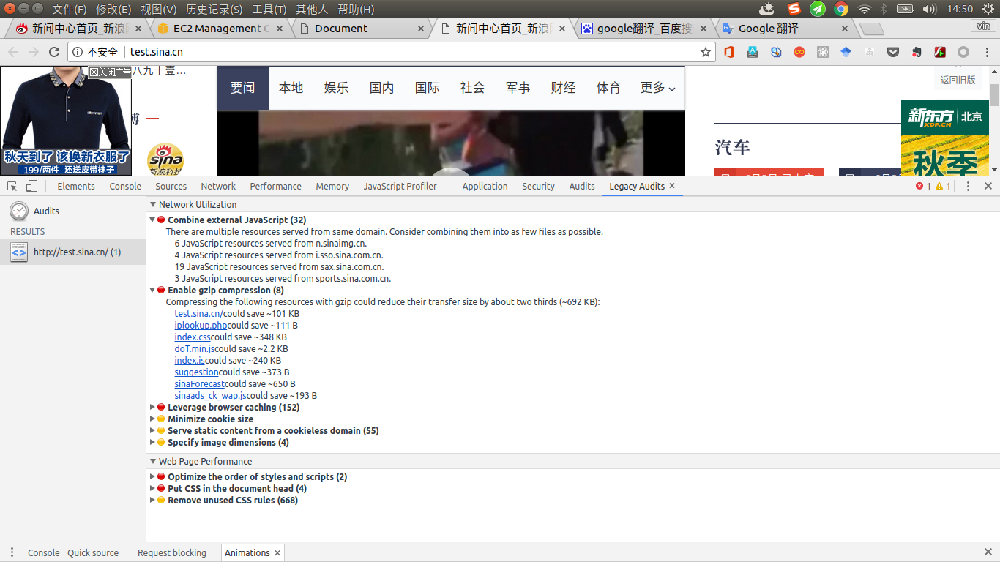 文件(F) 修改(E) 视图(V) 历史记录(S) 工具(T) 其他人 帮助(H) 14:50
新闻中心首页_新浪 EC2 Management C Document 新闻中心首页_新浪 google翻译_百度搜 Google 翻译 vin
不安全 test.sina.cn
关闭广告 八九十壹...
要闻 本地 娱乐 国内 国际 社会 军事 财经 体育 更多
返回旧版
博
新东方 XDF.CN 北京
汽车
秋天到了 该换新衣服了
199/两件 还送皮带袜子
sina
新浪科技
秋季
Elements Console Sources Network Performance Memory JavaScript Profiler Application Security Audits Legacy Audits 1 1
Audits
RESULTS
http://test.sina.cn/ (1)
Network Utilization
Combine external JavaScript (32)
There are multiple resources served from same domain. Consider combining them into as few files as possible.
6 JavaScript resources served from n.sinaimg.cn.
4 JavaScript resources served from i.sso.sina.com.cn.
19 JavaScript resources served from sax.sina.com.cn.
3 JavaScript resources served from sports.sina.com.cn.
Enable gzip compression (8)
Compressing the following resources with gzip could reduce their transfer size by about two thirds (~692 KB):
test.sina.cn/could save ~101 KB
iplookup.phpcould save ~111 B
index.csscould save ~348 KB
doT.min.jscould save ~2.2 KB
index.jscould save ~240 KB
suggestioncould save ~373 B
sinaForecastcould save ~650 B
sinaads_ck_wap.jscould save ~193 B
Leverage browser caching (152)
Minimize cookie size
Serve static content from a cookieless domain (55)
Specify image dimensions (4)
Web Page Performance
Optimize the order of styles and scripts (2)
Put CSS in the document head (4)
Remove unused CSS rules (668)
Console Quick source Request blocking Animations